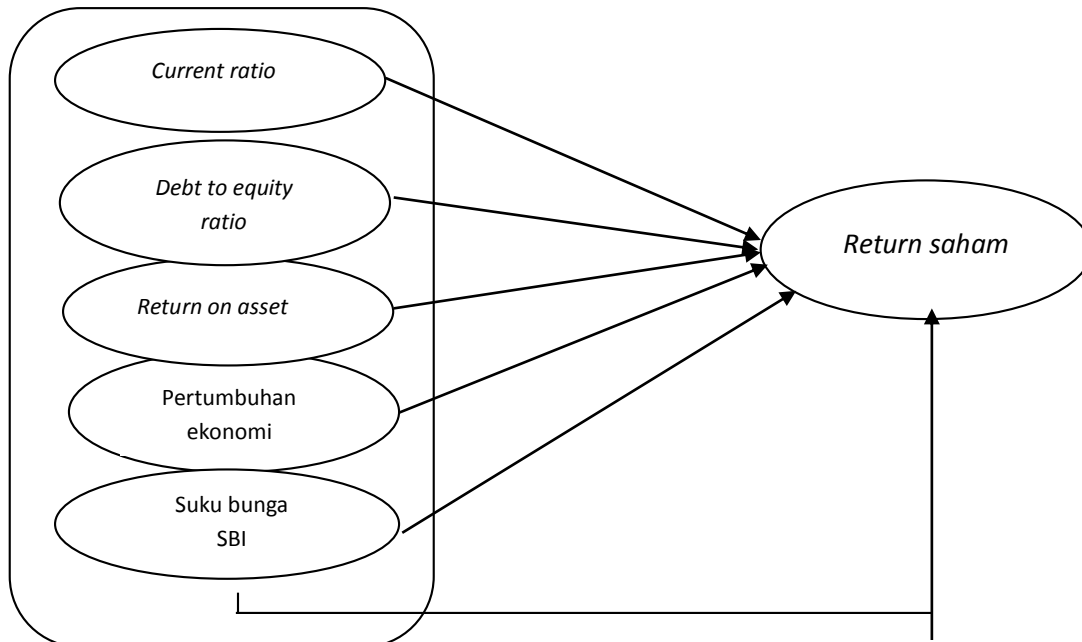 Current ratio
Debt to equity
ratio
Return on asset
Pertumbuhan
ekonomi
Suku bunga
SBI
Return saham